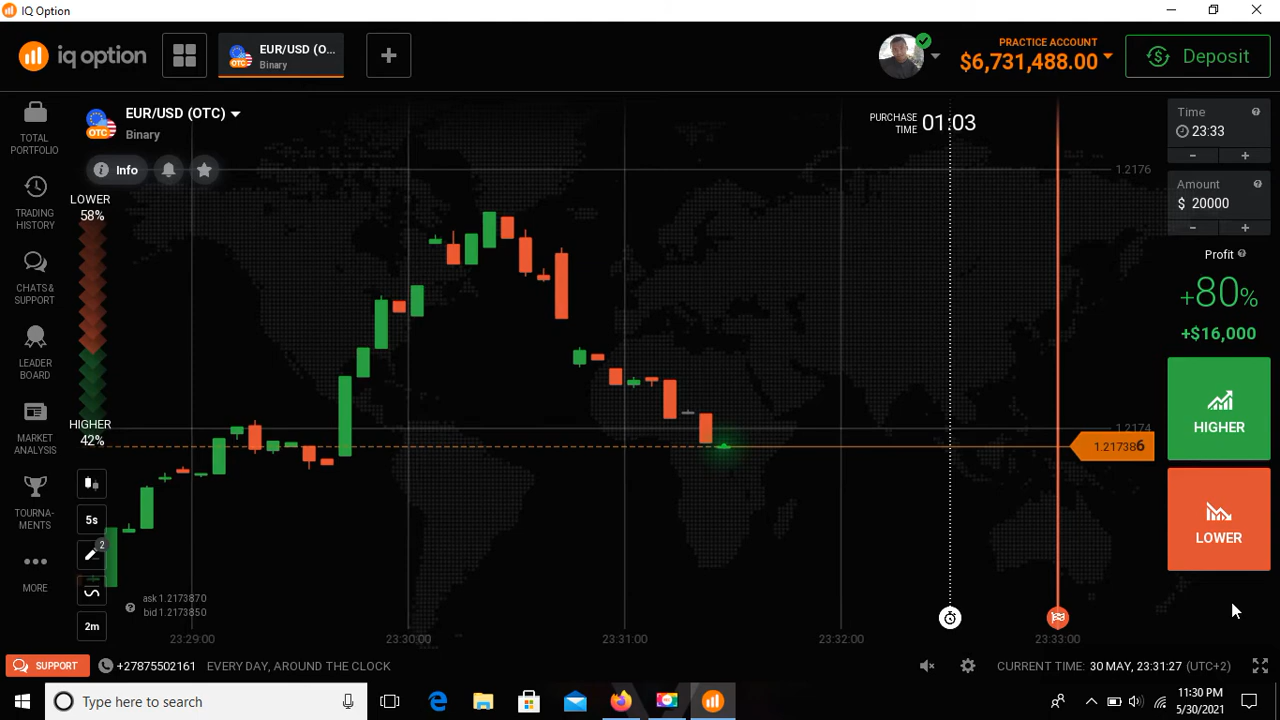 IQ Option
iq option
EUR/USD (O...
Binary
PRACTICE ACCOUNT
$6,731,488.00
Deposit
TOTAL
PORTFOLIO
TRADING
HISTORY
CHATS &
SUPPORT
LEADER
BOARD
MARKET
ANALYSIS
TOURNA-
MENTS
MORE
EUR/USD (OTC)
OTC
Binary
Info
LOWER
58%
HIGHER
42%
5s
2
2m
ask 1.2173870
bid 1.2173850
PURCHASE
TIME
01:03
1.2176
1.2174
1.217386
23:29:00
23:30:00
23:31:00
23:32:00
23:33:00
Time
23:33
Amount
$ 20000
Profit
+80%
+$16,000
HIGHER
LOWER
SUPPORT
+27875502161
EVERY DAY, AROUND THE CLOCK
CURRENT TIME: 30 MAY, 23:31:27 (UTC+2)
Type here to search
11:30 PM
5/30/2021